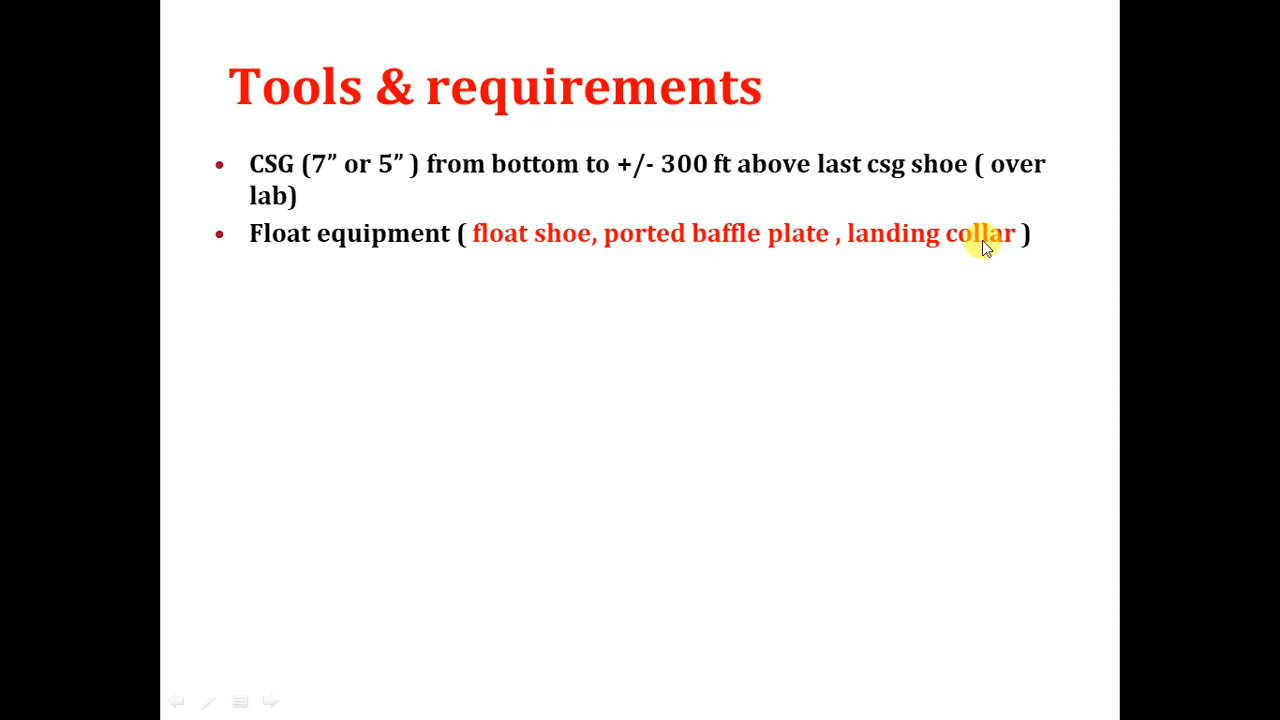 Tools & requirements
• CSG (7” or 5” ) from bottom to +/- 300 ft above last csg shoe ( over
lab)
• Float equipment ( float shoe, ported baffle plate , landing collar )